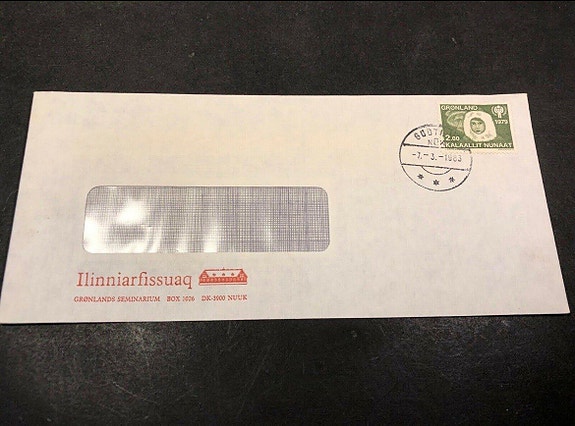 GRØNLAND
1979
2.00
KALAALLIT NUNAAT
-7.-3.-1983
Ilinniarfissuaq
GRØNLANDS SEMINARIUM BOX 1026 DK-3900 NUUK